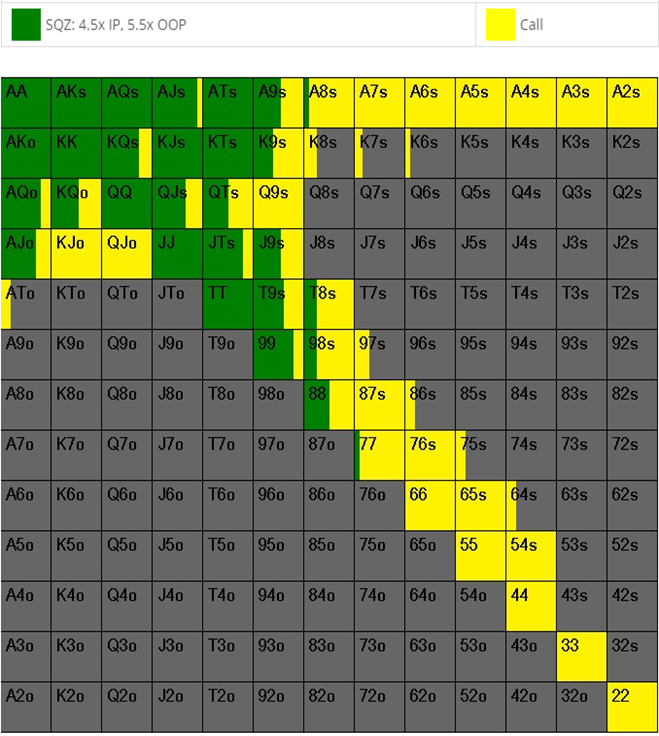 SQZ: 4.5x IP, 5.5x OOP Call
AA AKs AQs AJs ATs A9s A8s A7s A6s A5s A4s A3s A2s
AKo KK KQs KJs KTs K9s K8s K7s K6s K5s K4s K3s K2s
AQo KQo QQ QJs QTs Q9s Q8s Q7s Q6s Q5s Q4s Q3s Q2s
AJo KJo QJo JJ JTs J9s J8s J7s J6s J5s J4s J3s J2s
ATo KTo QTo JTo TT T9s T8s T7s T6s T5s T4s T3s T2s
A9o K9o Q9o J9o T9o 99 98s 97s 96s 95s 94s 93s 92s
A8o K8o Q8o J8o T8o 98o 88 87s 86s 85s 84s 83s 82s
A7o K7o Q7o J7o T7o 97o 87o 77 76s 75s 74s 73s 72s
A6o K6o Q6o J6o T6o 96o 86o 76o 66 65s 64s 63s 62s
A5o K5o Q5o J5o T5o 95o 85o 75o 65o 55 54s 53s 52s
A4o K4o Q4o J4o T4o 94o 84o 74o 64o 54o 44 43s 42s
A3o K3o Q3o J3o T3o 93o 83o 73o 63o 53o 43o 33 32s
A2o K2o Q2o J2o T2o 92o 82o 72o 62o 52o 42o 32o 22